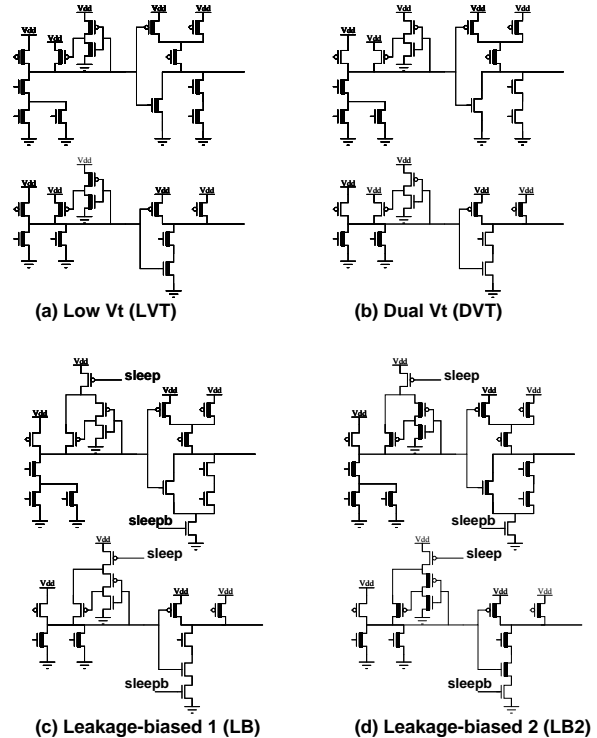 Vdd Vdd
Vdd
Vdd
Vdd
Vdd Vdd Vdd Vdd
Vdd Vdd
Vdd
Vdd
Vdd
Vdd Vdd Vdd Vdd
(a) Low Vt (LVT)
(b) Dual Vt (DVT)
Vdd
sleep
Vdd Vdd
Vdd
sleepb
Vdd
sleep
Vdd Vdd Vdd
sleepb
Vdd
sleep
Vdd Vdd
Vdd
sleepb
Vdd
sleep
Vdd Vdd Vdd
sleepb
(c) Leakage-biased 1 (LB)
(d) Leakage-biased 2 (LB2)